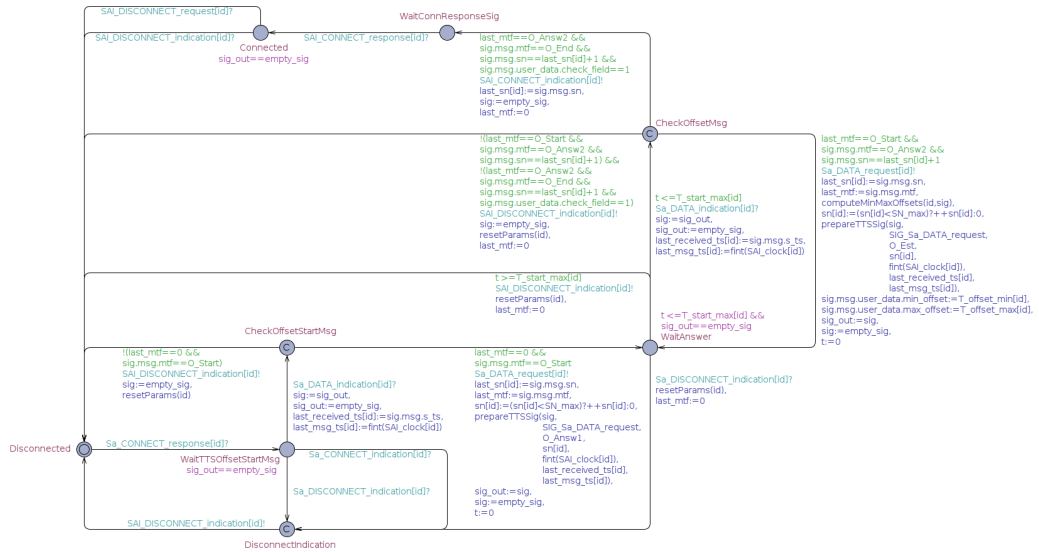 SAI_DISCONNECT_request[id]?
WaitConnResponseSig
SAI_DISCONNECT_indication[id]?
SAI_CONNECT_response[id]?
Connected
sig_out==empty_sig
last_mtf==O_Answ2 &&
sig.msg.mtf==O_End &&
sig.msg.sn==last_sn[id]+1 &&
sig.msg.user_data.check_field==1
SAI_CONNECT_indication[id]!
last_sn[id]:=sig.msg.sn,
sig:=empty_sig,
last_mtf:=0
CheckOffsetMsg
!(last_mtf==O_Start &&
sig.msg.mtf==O_Answ2 &&
sig.msg.sn==last_sn[id]+1) &&
!(last_mtf==O_Answ2 &&
sig.msg.mtf==O_End &&
sig.msg.sn==last_sn[id]+1 &&
sig.msg.user_data.check_field==1)
SAI_DISCONNECT_indication[id]!
sig:=empty_sig,
resetParams(id),
last_mtf:=0
t <=T_start_max[id]
Sa_DATA_indication[id]?
sig:=sig_out,
sig_out:=empty_sig,
last_received_ts[id]:=sig.msg.s_ts,
last_msg_ts[id]:=fint(SAI_clock[id])
last_mtf==O_Start &&
sig.msg.mtf==O_Answ2 &&
sig.msg.sn==last_sn[id]+1
Sa_DATA_request[id]!
last_sn[id]:=sig.msg.sn,
last_mtf:=sig.msg.mtf,
computeMinMaxOffsets(id,sig),
sn[id]:=(sn[id]<SN_max)?++sn[id]:0,
prepareTTSSig(sig,
SIG_Sa_DATA_request,
O_Est,
sn[id],
fint(SAI_clock[id]),
last_received_ts[id],
last_msg_ts[id]),
sig.msg.user_data.min_offset:=T_offset_min[id],
sig.msg.user_data.max_offset:=T_offset_max[id],
sig_out:=sig,
sig:=empty_sig,
t:=0
t >=T_start_max[id]
SAI_DISCONNECT_indication[id]!
resetParams(id),
last_mtf:=0
t <=T_start_max[id] &&
sig_out==empty_sig
WaitAnswer
CheckOffsetStartMsg
!(last_mtf==0 &&
sig.msg.mtf==O_Start)
SAI_DISCONNECT_indication[id]!
sig:=empty_sig,
resetParams(id)
Sa_DATA_indication[id]?
sig:=sig_out,
sig_out:=empty_sig,
last_received_ts[id]:=sig.msg.s_ts,
last_msg_ts[id]:=fint(SAI_clock[id])
last_mtf==0 &&
sig.msg.mtf==O_Start
Sa_DATA_request[id]!
last_sn[id]:=sig.msg.sn,
last_mtf:=sig.msg.mtf,
sn[id]:=(sn[id]<SN_max)?++sn[id]:0,
prepareTTSSig(sig,
SIG_Sa_DATA_request,
O_Answ1,
sn[id],
fint(SAI_clock[id]),
last_received_ts[id],
last_msg_ts[id]),
sig_out:=sig,
sig:=empty_sig,
t:=0
Sa_DISCONNECT_indication[id]?
resetParams(id),
last_mtf:=0
Disconnected
Sa_CONNECT_response[id]?
WaitTTSOffsetStartMsg
sig_out==empty_sig
Sa_CONNECT_indication[id]?
Sa_DISCONNECT_indication[id]?
SAI_DISCONNECT_indication[id]!
DisconnectIndication
C
C
C